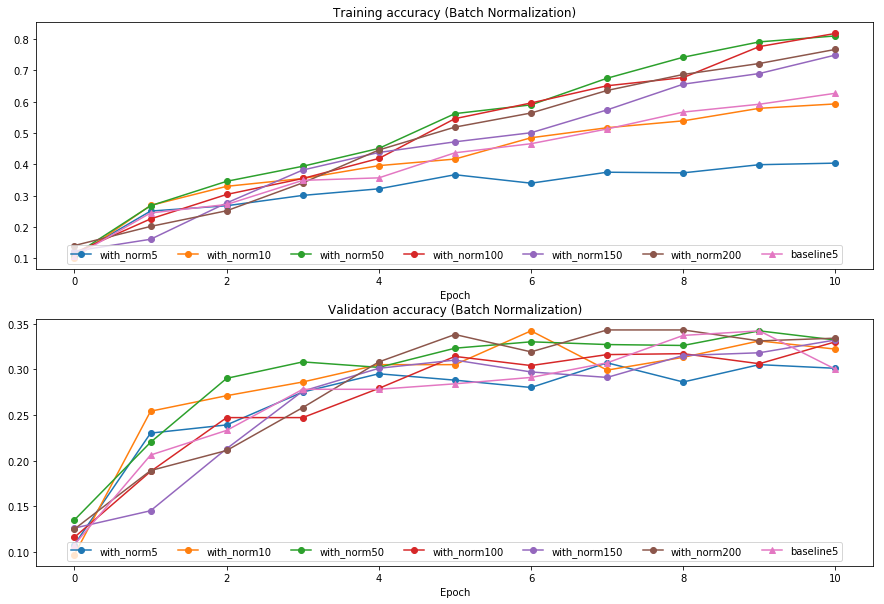 Training accuracy (Batch Normalization)
0.8
0.7
0.6
0.5
0.4
0.3
0.2
0.1
with_norm5 with_norm10 with_norm50 with_norm100 with_norm150 with_norm200 baseline5
0 2 4 6 8 10
Epoch
Validation accuracy (Batch Normalization)
0.35
0.30
0.25
0.20
0.15
0.10
with_norm5 with_norm10 with_norm50 with_norm100 with_norm150 with_norm200 baseline5
0 2 4 6 8 10
Epoch